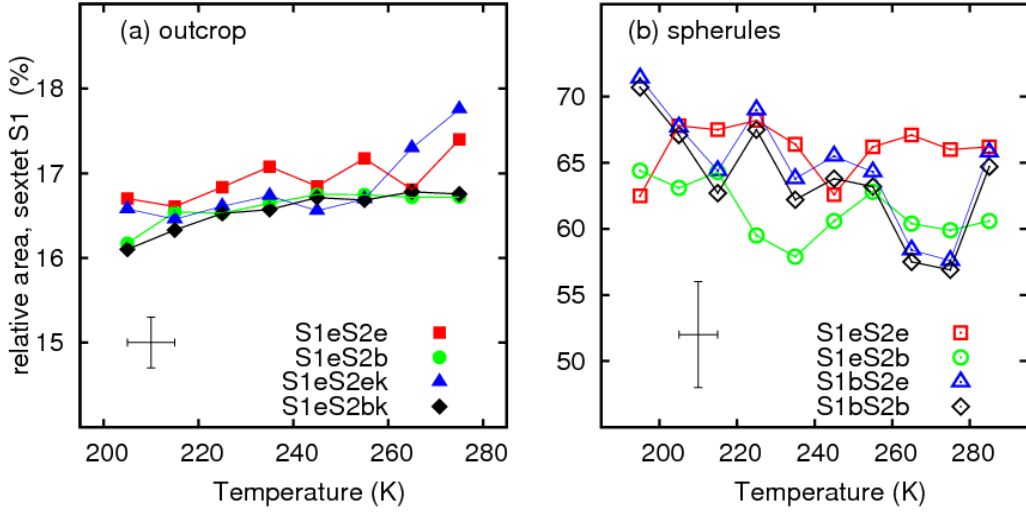 (a) outcrop
relative area, sextet S1 (%)
18
17
16
15
S1eS2e
S1eS2b
S1eS2ek
S1eS2bk
200 220 240 260 280
Temperature (K)
(b) spherules
70
65
60
55
50
S1eS2e
S1eS2b
S1bS2e
S1bS2b
200 220 240 260 280
Temperature (K)